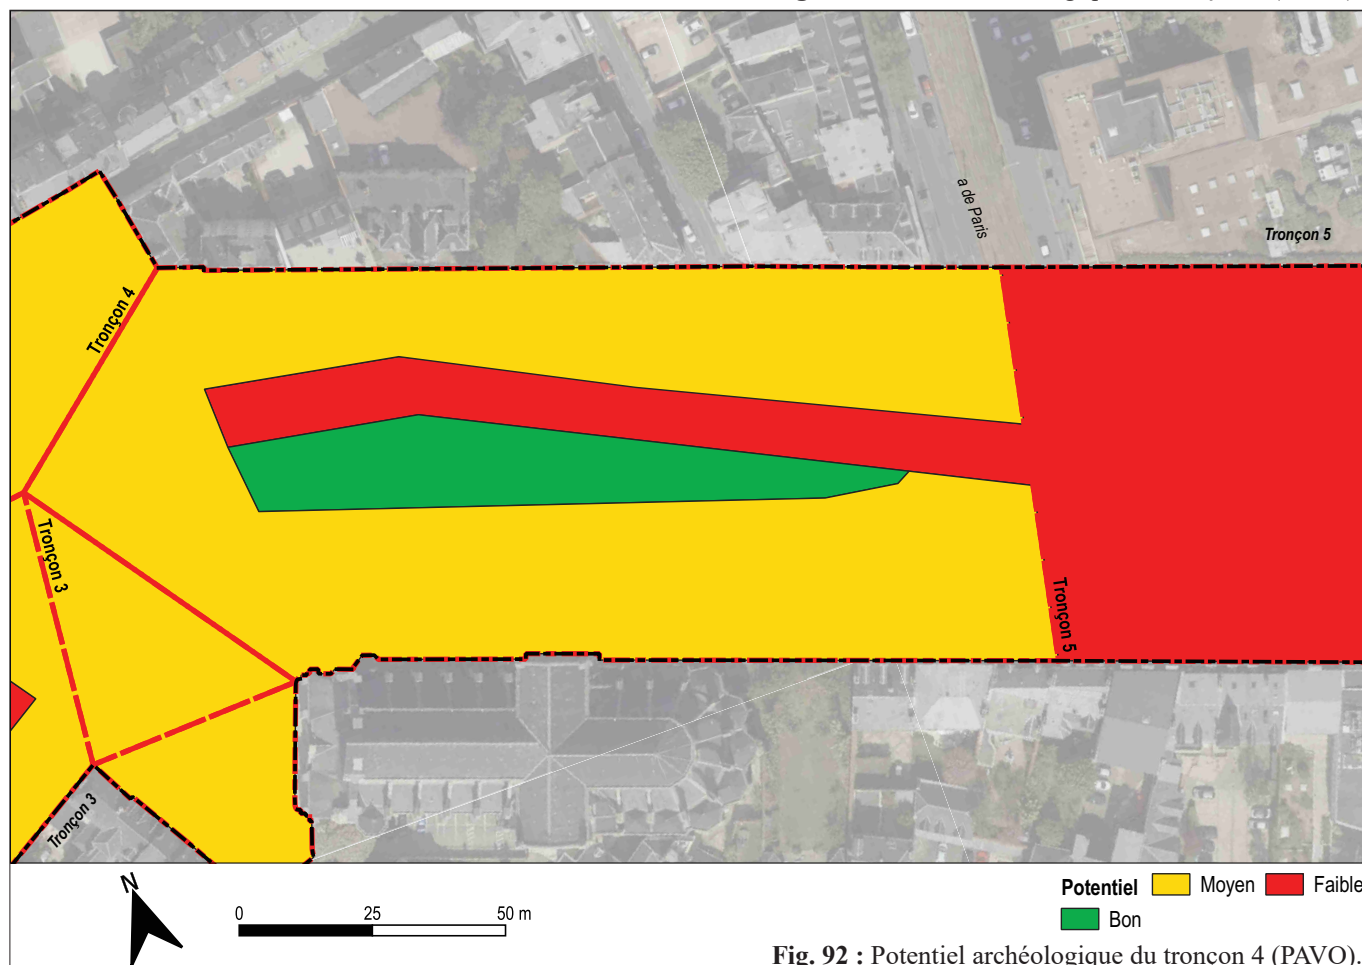 a de Paris
Tronçon 5
Tronçon 4
Tronçon 3
Tronçon 5
Tronçon 3
N
0 25 50 m
Potentiel Moyen Faible
Bon
Fig. 92 : Potentiel archéologique du tronçon 4 (PAVO).